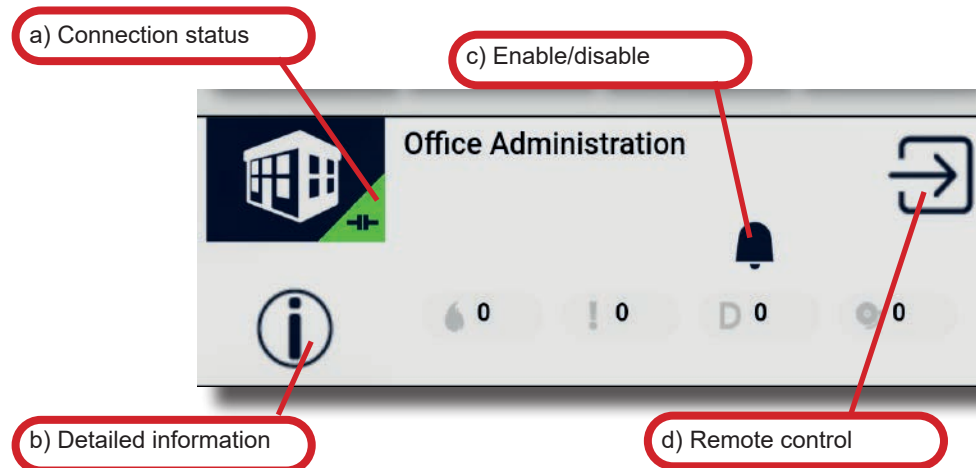 a) Connection status
c) Enable/disable
Office Administration
0 0 D 0 0
b) Detailed information
d) Remote control